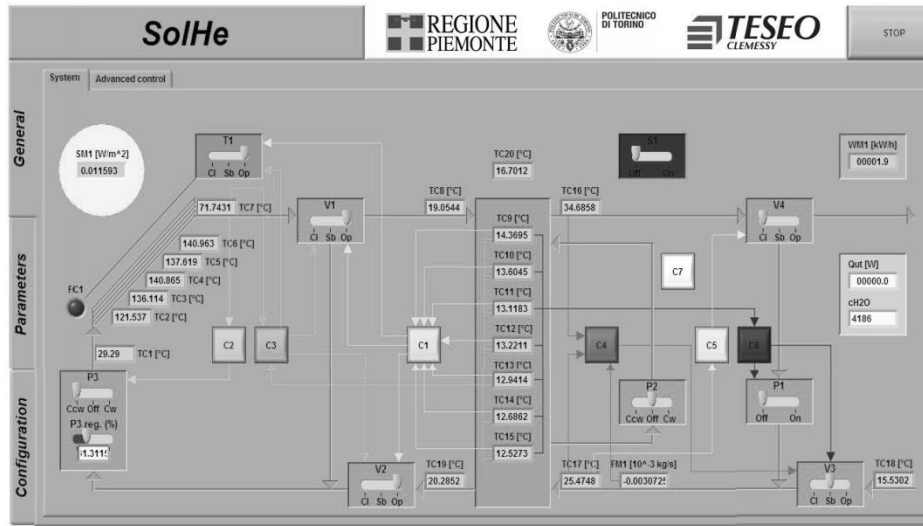 SolHe
REGIONE
PIEMONTE
POLITECNICO
DI TORINO
TESEO
CLEMESSY
STOP
General
Parameters
Configuration
System
Advanced control
SM1 [W/m^2]
0.011593
T1
Cl Sb Op
TC20 [°C]
16.7012
S1
Off On
WM1 [kW/h]
00001.9
71.7431
TC7 [°C]
V1
Cl Sb Op
TC8 [°C]
19.0544
TC16 [°C]
34.6858
V4
Cl Sb Op
140.963
TC6 [°C]
137.619
TC5 [°C]
140.865
TC4 [°C]
136.114
TC3 [°C]
121.537
TC2 [°C]
29.29
TC1 [°C]
FC1
TC9 [°C]
14.3695
TC10 [°C]
13.6045
TC11 [°C]
13.1183
TC12 [°C]
13.2211
TC13 [°C]
12.9414
TC14 [°C]
12.6862
TC15 [°C]
12.5273
C7
Qut [W]
00000.0
cH2O
4186
C2
C3
C1
C4
C5
C6
P3
Ccw Off Cw
P3 reg. (%)
P2
Ccw Off Cw
P1
Off On
V2
Cl Sb Op
TC19 [°C]
20.2852
TC17 [°C]
25.4748
FM1 [10^-3 kg/s]
-0.003072
V3
Cl Sb Op
TC18 [°C]
15.5302